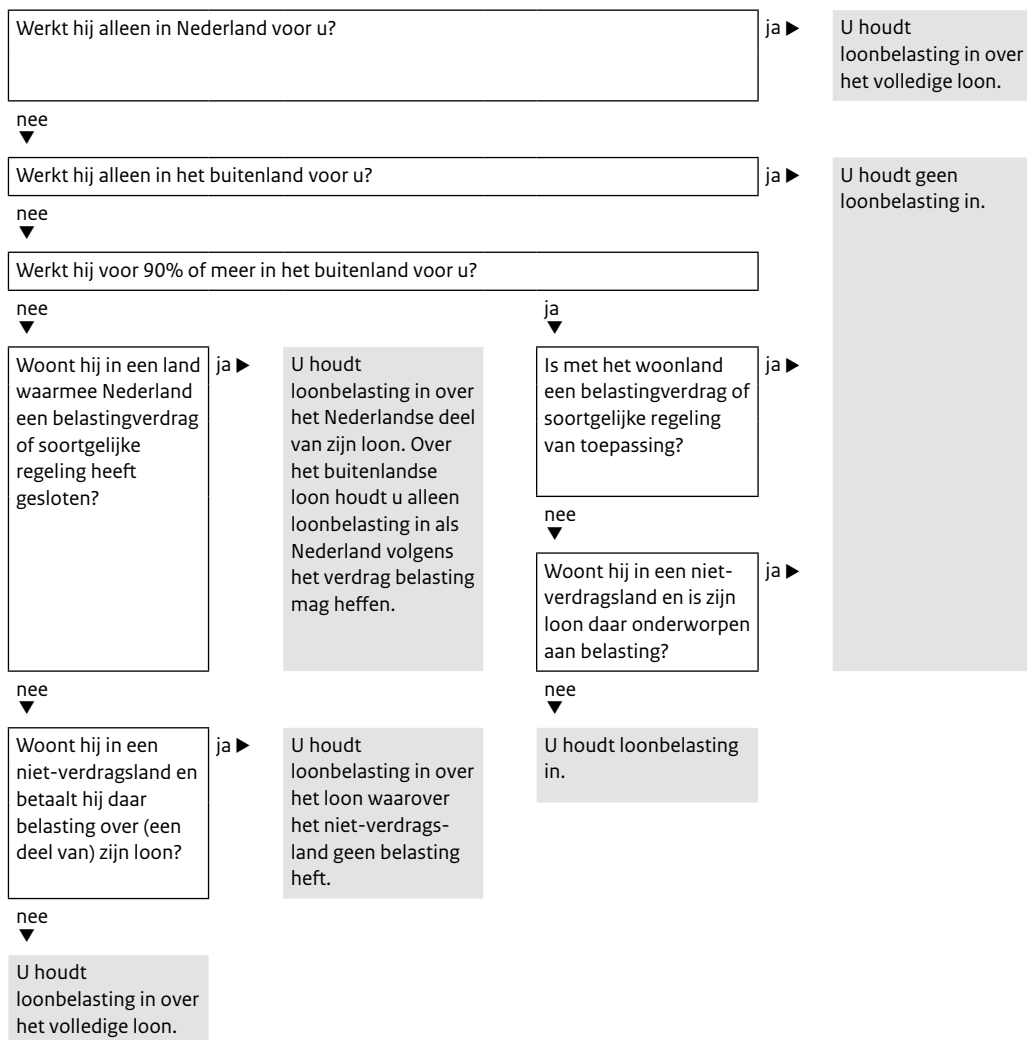 Werkt hij alleen in Nederland voor u?
ja ▶
U houdt
loonbelasting in over
het volledige loon.
nee
▼
Werkt hij alleen in het buitenland voor u?
ja ▶
U houdt geen
loonbelasting in.
nee
▼
Werkt hij voor 90% of meer in het buitenland voor u?
nee
▼
ja
▼
Woont hij in een land
waarmee Nederland
een belastingverdrag
of soortgelijke
regeling heeft
gesloten?
ja ▶
U houdt
loonbelasting in over
het Nederlandse deel
van zijn loon. Over
het buitenlandse
loon houdt u alleen
loonbelasting in als
Nederland volgens
het verdrag belasting
mag heffen.
Is met het woonland
een belastingverdrag of
soortgelijke regeling
van toepassing?
ja ▶
nee
▼
Woont hij in een niet-
verdragsland en is zijn
loon daar onderworpen
aan belasting?
ja ▶
nee
▼
nee
▼
Woont hij in een
niet-verdragsland en
betaalt hij daar
belasting over (een
deel van) zijn loon?
ja ▶
U houdt
loonbelasting in over
het loon waarover
het niet-verdrags-
land geen belasting
heft.
U houdt loonbelasting
in.
nee
▼
U houdt
loonbelasting in over
het volledige loon.